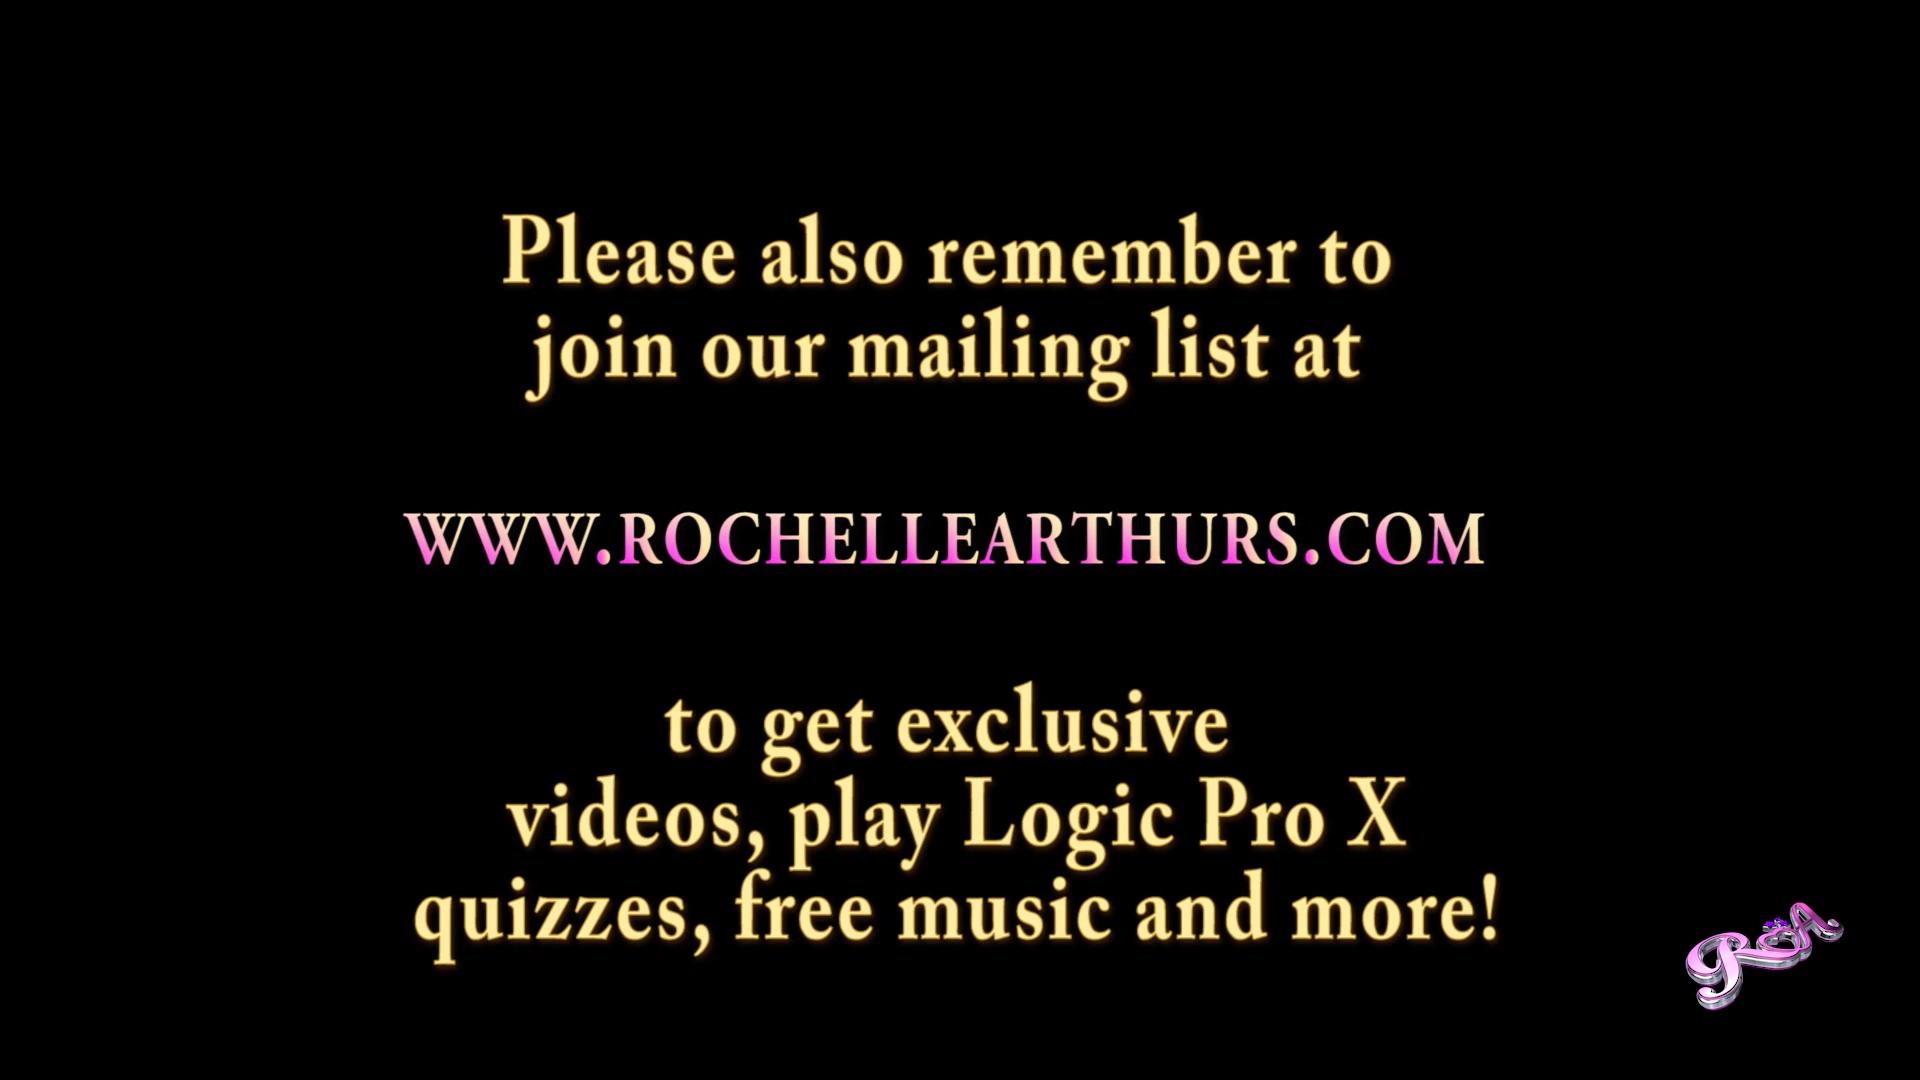 Please also remember to
join our mailing list at
WWW.ROCHELLEARTHURS.COM
to get exclusive
videos, play Logic Pro X
quizzes, free music and more!